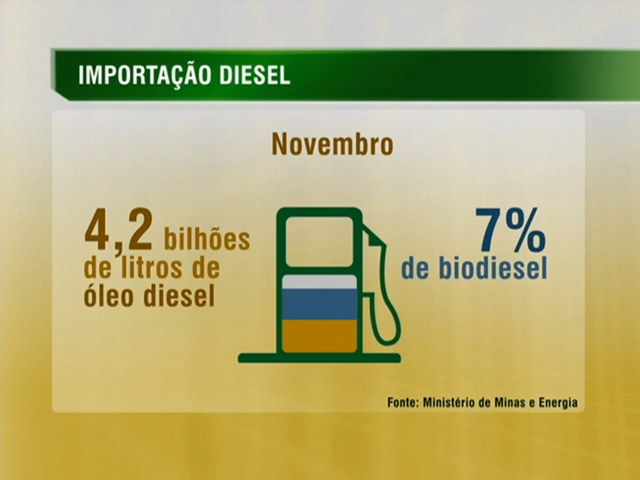 IMPORTAÇÃO DIESEL
Novembro
4,2 bilhões
de litros de
óleo diesel
7%
de biodiesel
Fonte: Ministério de Minas e Energia